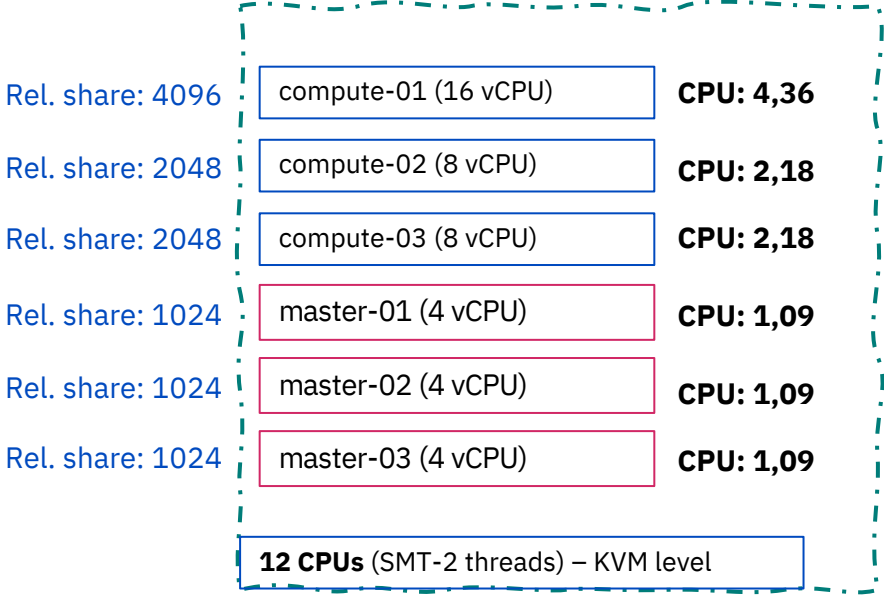 Rel. share: 4096 compute-01 (16 vCPU) CPU: 4,36
Rel. share: 2048 compute-02 (8 vCPU) CPU: 2,18
Rel. share: 2048 compute-03 (8 vCPU) CPU: 2,18
Rel. share: 1024 master-01 (4 vCPU) CPU: 1,09
Rel. share: 1024 master-02 (4 vCPU) CPU: 1,09
Rel. share: 1024 master-03 (4 vCPU) CPU: 1,09
12 CPUs (SMT-2 threads) – KVM level